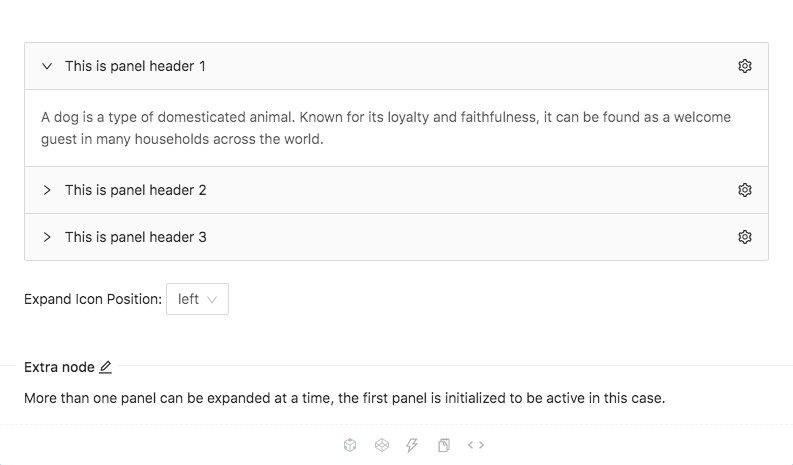 This is panel header 1
A dog is a type of domesticated animal. Known for its loyalty and faithfulness, it can be found as a welcome
guest in many households across the world.
This is panel header 2
This is panel header 3
Expand Icon Position: left
Extra node
More than one panel can be expanded at a time, the first panel is initialized to be active in this case.